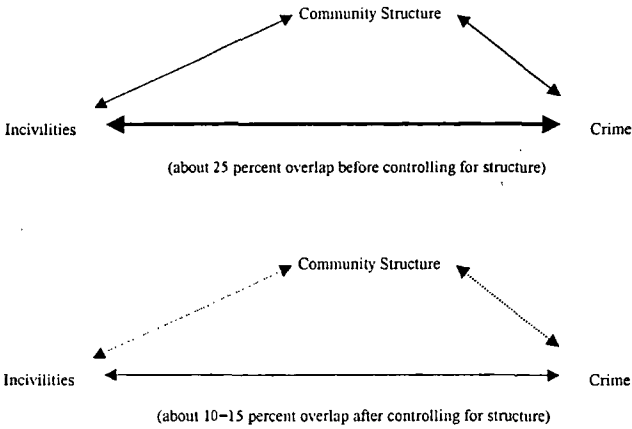 Community Structure
Incivilities
Crime
(about 25 percent overlap before controlling for structure)
Community Structure
Incivilities
Crime
(about 10–15 percent overlap after controlling for structure)